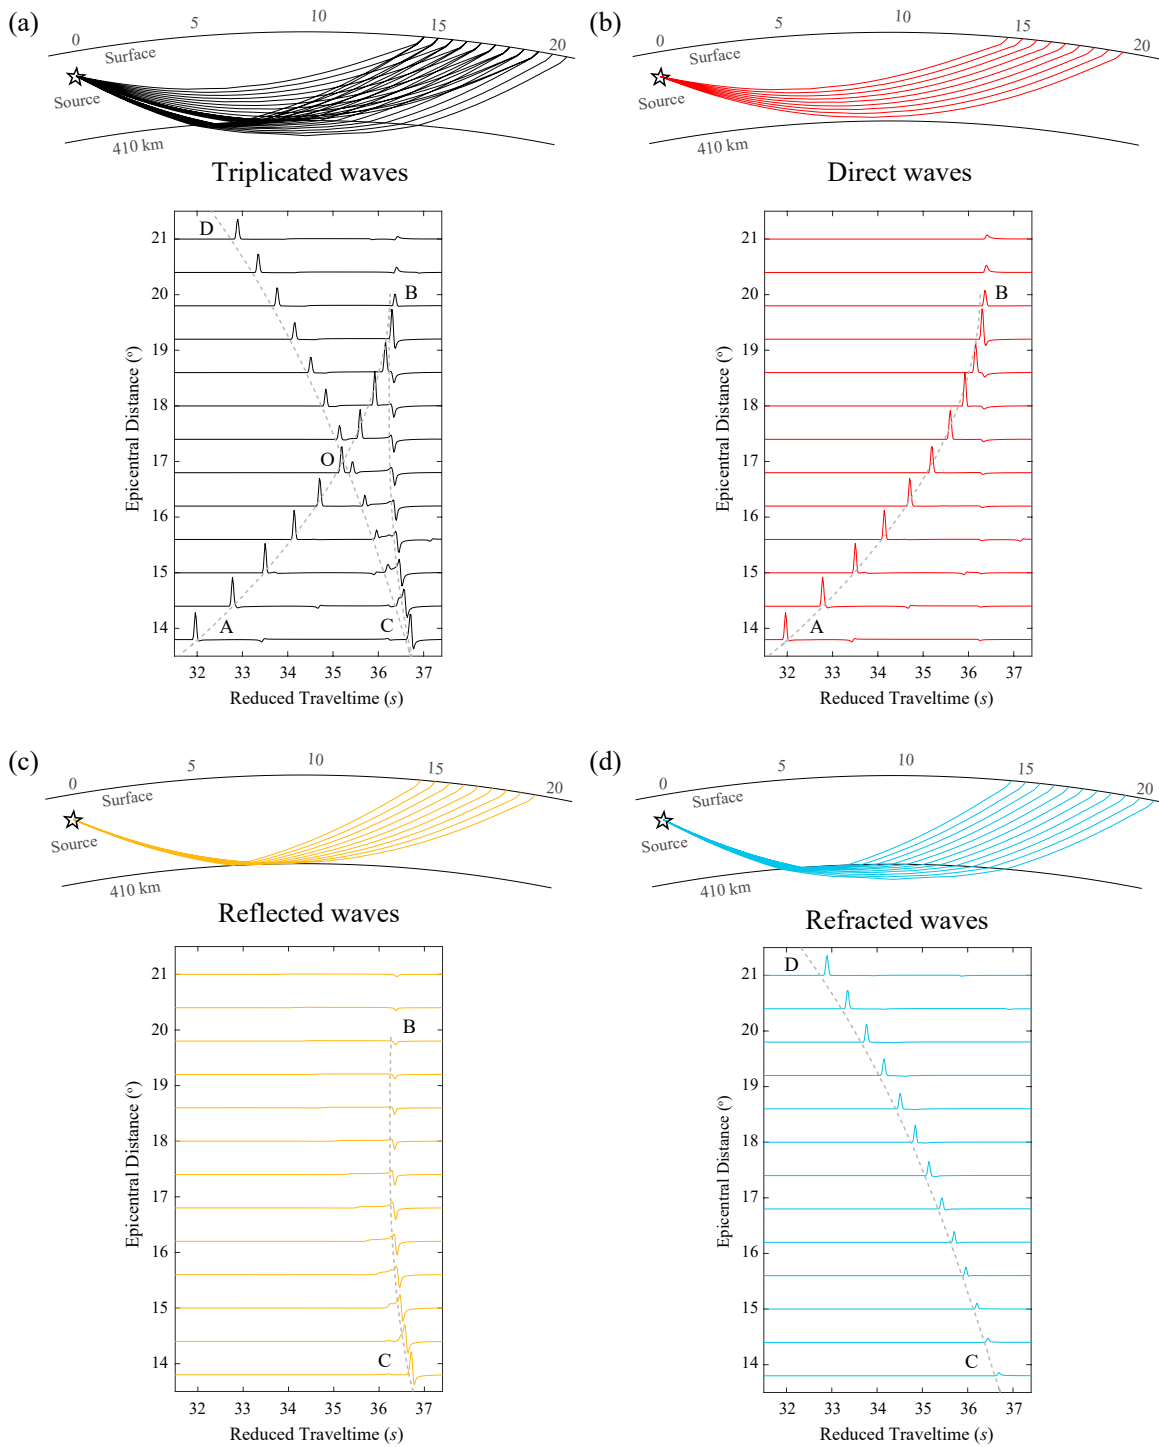 (a)
0
5
10
15
20
Surface
Source
410 km
Triplicated waves
D
B
O
A
C
21
20
19
18
17
16
15
14
Epicentral Distance (°)
32 33 34 35 36 37
Reduced Traveltime (s)
(b)
0
5
10
15
20
Surface
Source
410 km
Direct waves
B
A
21
20
19
18
17
16
15
14
Epicentral Distance (°)
32 33 34 35 36 37
Reduced Traveltime (s)
(c)
0
5
10
15
20
Surface
Source
410 km
Reflected waves
B
C
21
20
19
18
17
16
15
14
Epicentral Distance (°)
32 33 34 35 36 37
Reduced Traveltime (s)
(d)
0
5
10
15
20
Surface
Source
410 km
Refracted waves
D
C
21
20
19
18
17
16
15
14
Epicentral Distance (°)
32 33 34 35 36 37
Reduced Traveltime (s)